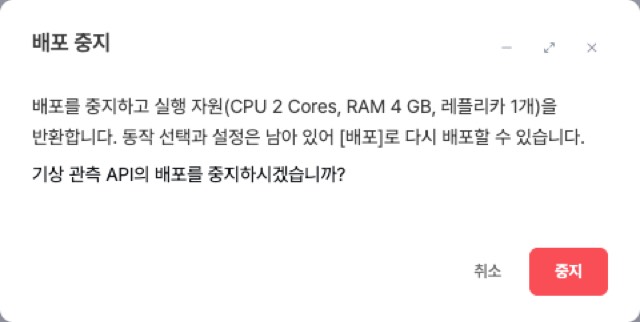 배포 중지
배포를 중지하고 실행 자원(CPU 2 Cores, RAM 4 GB, 레플리카 1개)을
반환합니다. 동작 선택과 설정은 남아 있어 [배포]로 다시 배포할 수 있습니다.
기상 관측 API의 배포를 중지하시겠습니까?
취소
중지